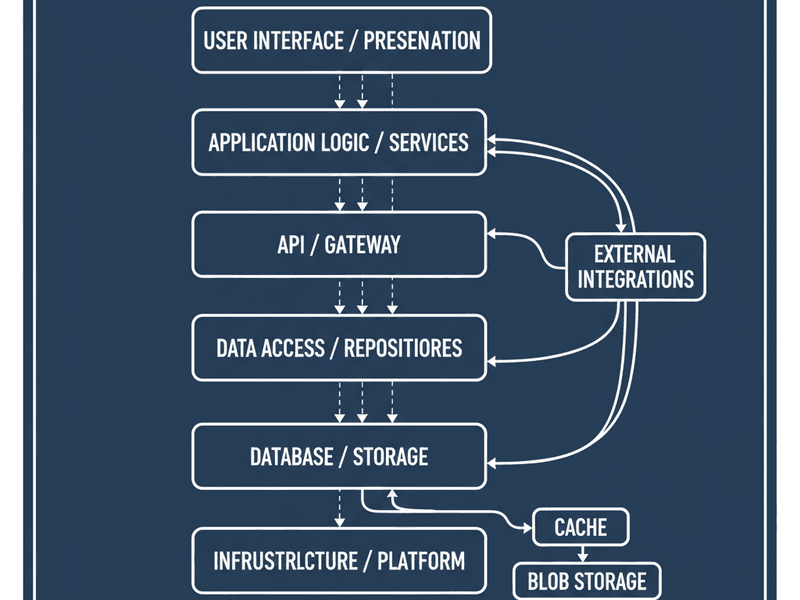 USER INTERFACE / PRESENATION
APPLICATION LOGIC / SERVICES
API / GATEWAY
EXTERNAL
INTEGRATIONS
DATA ACCESS / REPOSITIORES
DATABASE / STORAGE
CACHE
INFRUSTRLCTURE / PLATFORM
BLOB STORAGE